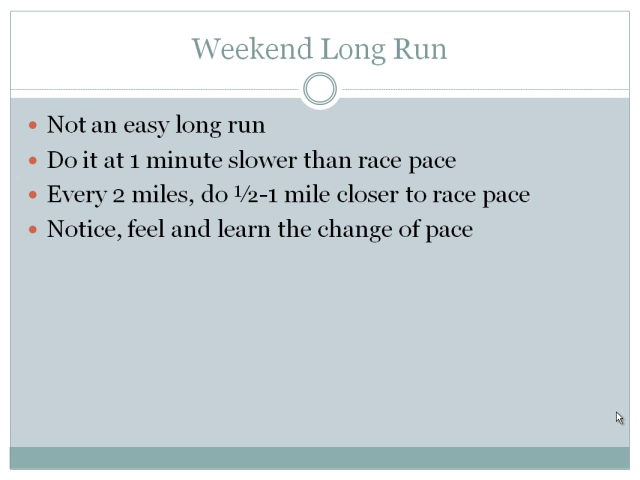 Weekend Long Run
• Not an easy long run
• Do it at 1 minute slower than race pace
• Every 2 miles, do ½-1 mile closer to race pace
• Notice, feel and learn the change of pace